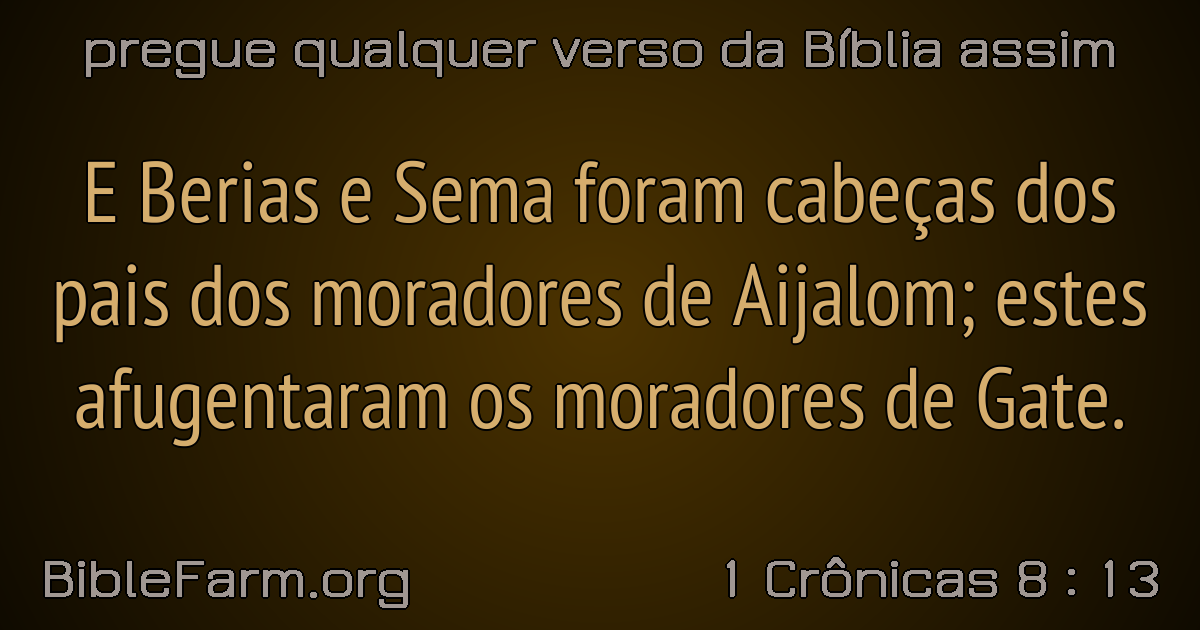 pregue qualquer verso da Bíblia assim
E Berias e Sema foram cabeças dos
pais dos moradores de Aijalom; estes
afugentaram os moradores de Gate.
BibleFarm.org
1 Crônicas 8 : 13